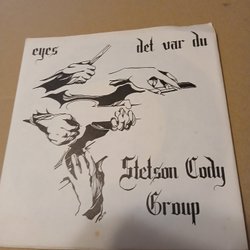 eyes det var du
Stetson Cody
Group